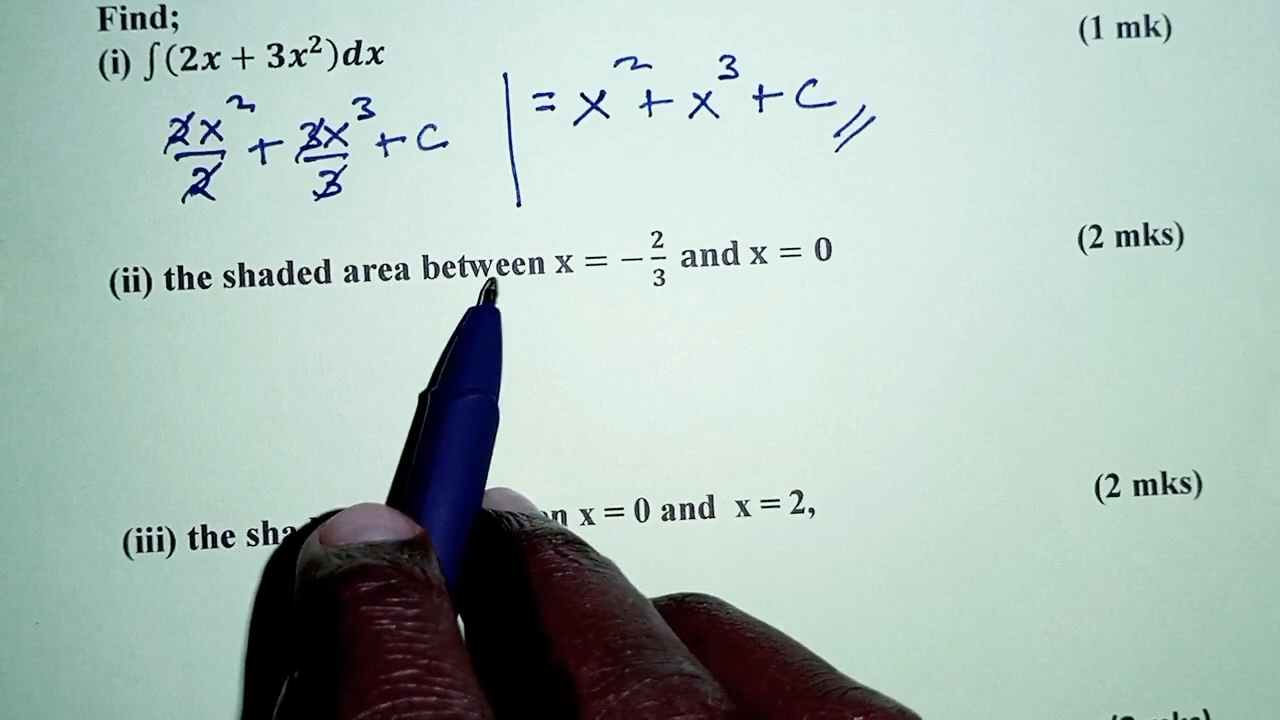 Find;
(1 mk)
(i) ∫(2x + 3x²)dx
2x²/2 + 3x³/3 + C
= x² + x³ + C
(ii) the shaded area between x = −2/3 and x = 0
(2 mks)
(iii) the x = 0 and x = 2,
(2 mks)